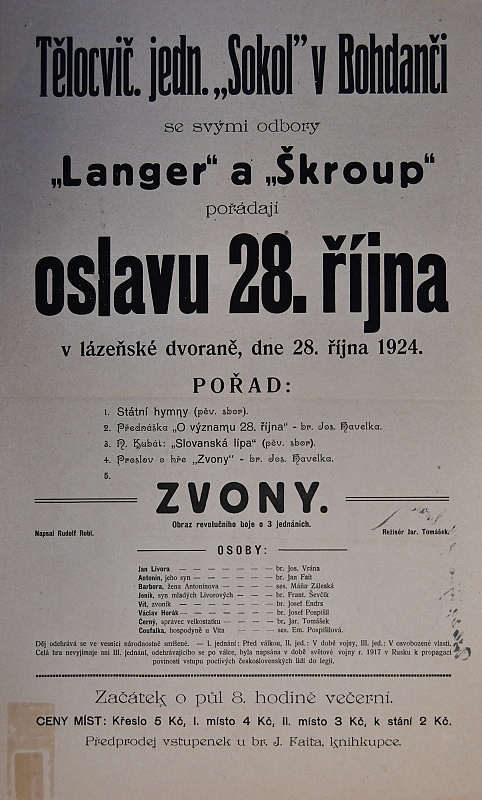 Tělocvič. jedn. „Sokol" v Bohdanči
se svými odbory
„Langer" a „Škroup"
pořádají
oslavu 28. října
v lázeňské dvoraně, dne 28. října 1924.
POŘAD:
1. Státní hymny (pěv. sbor).
2. Přednáška „O významu 28. října" - br. Jos. Havelka.
3. N. Kubát: „Slovanská lípa" (pěv. sbor).
4. Proslov o hře „Zvony" - br. Jos. Havelka.
5.
ZVONY.
Obraz revolučního boje o 3 jednáních.
Napsal Rudolf Robl. Režisér Jar. Tomášek.
OSOBY:
Jan Livora — — — — — — — br. Jos. Vrána
Antonín, jeho syn — — — — — — br. Jan Fait
Barbora, žena Antonínova — — — — ses. Máňa Záleská
Jeník, syn mladých Livorových — — — br. Frant. Ševčík
Vít, zvoník — — — — — — — br. Josef Endrs
Václav Horák — — — — — — br. Josef Pospíšil
Černý, správec velkostatku — — — — br. Jar. Tomášek
Coufalka, hospodyně u Víta — — — — ses. Em. Pospíšilová.
Děj odehrává se ve vesnici národnostně smíšené. — I. jednání: Před válkou, II. jed.: V době vojny, III. jed.: V osvobozené vlasti.
Celá hra nevyjímaje ani III. jednání, odehrávajícího se po válce, byla napsána v době světové vojny r. 1917 v Rusku k propagaci
povinnosti vstupu poctivých československých lidí do legií.
Začátek o půl 8. hodině večerní.
CENY MÍST: Křeslo 5 Kč, I. místo 4 Kč, II. místo 3 Kč, k stání 2 Kč.
Předprodej vstupenek u br. J. Faita, knihkupce.